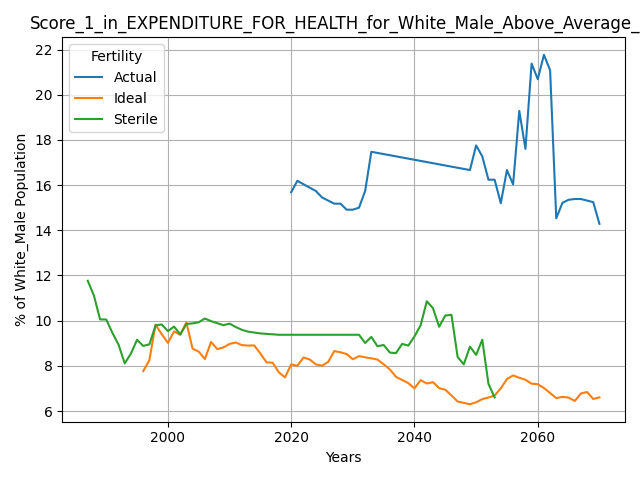 Score_1_in_EXPENDITURE_FOR_HEALTH_for_White_Male_Above_Average_
Fertility
Actual
Ideal
Sterile
% of White_Male Population
22
20
18
16
14
12
10
8
6
2000
2020
2040
2060
Years